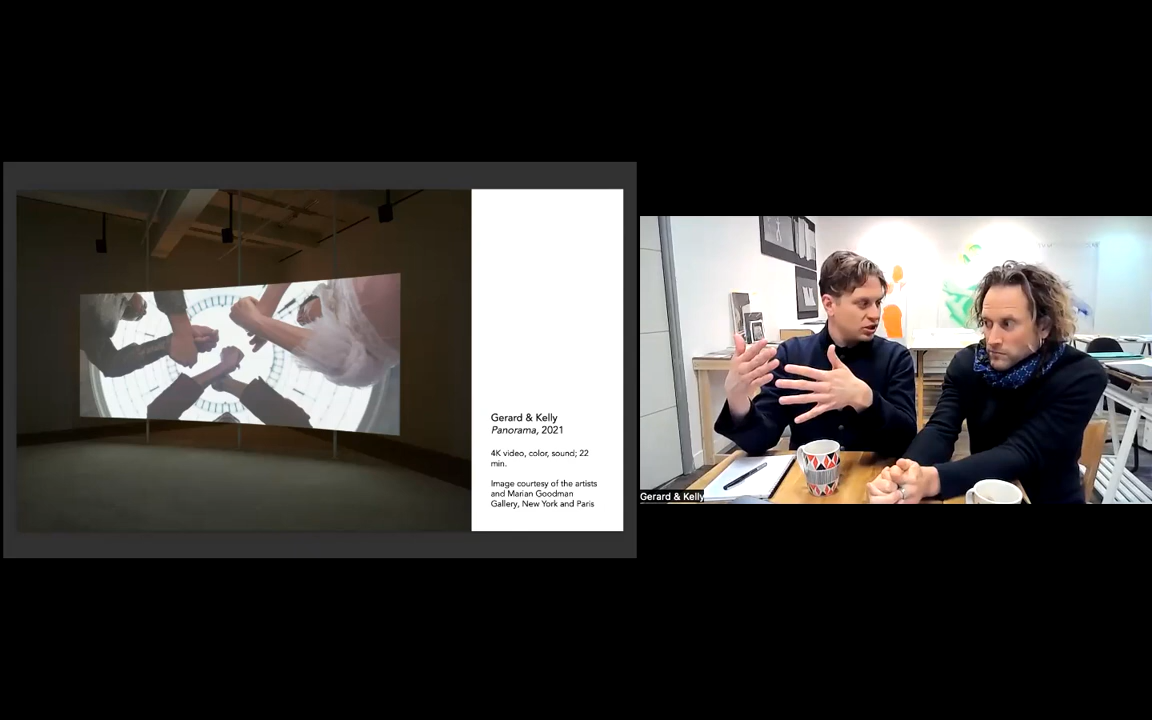 Gerard & Kelly
Panorama, 2021
4K video, color, sound; 22
min.
Image courtesy of the artists
and Marian Goodman
Gallery, New York and Paris
Gerard & Kelly